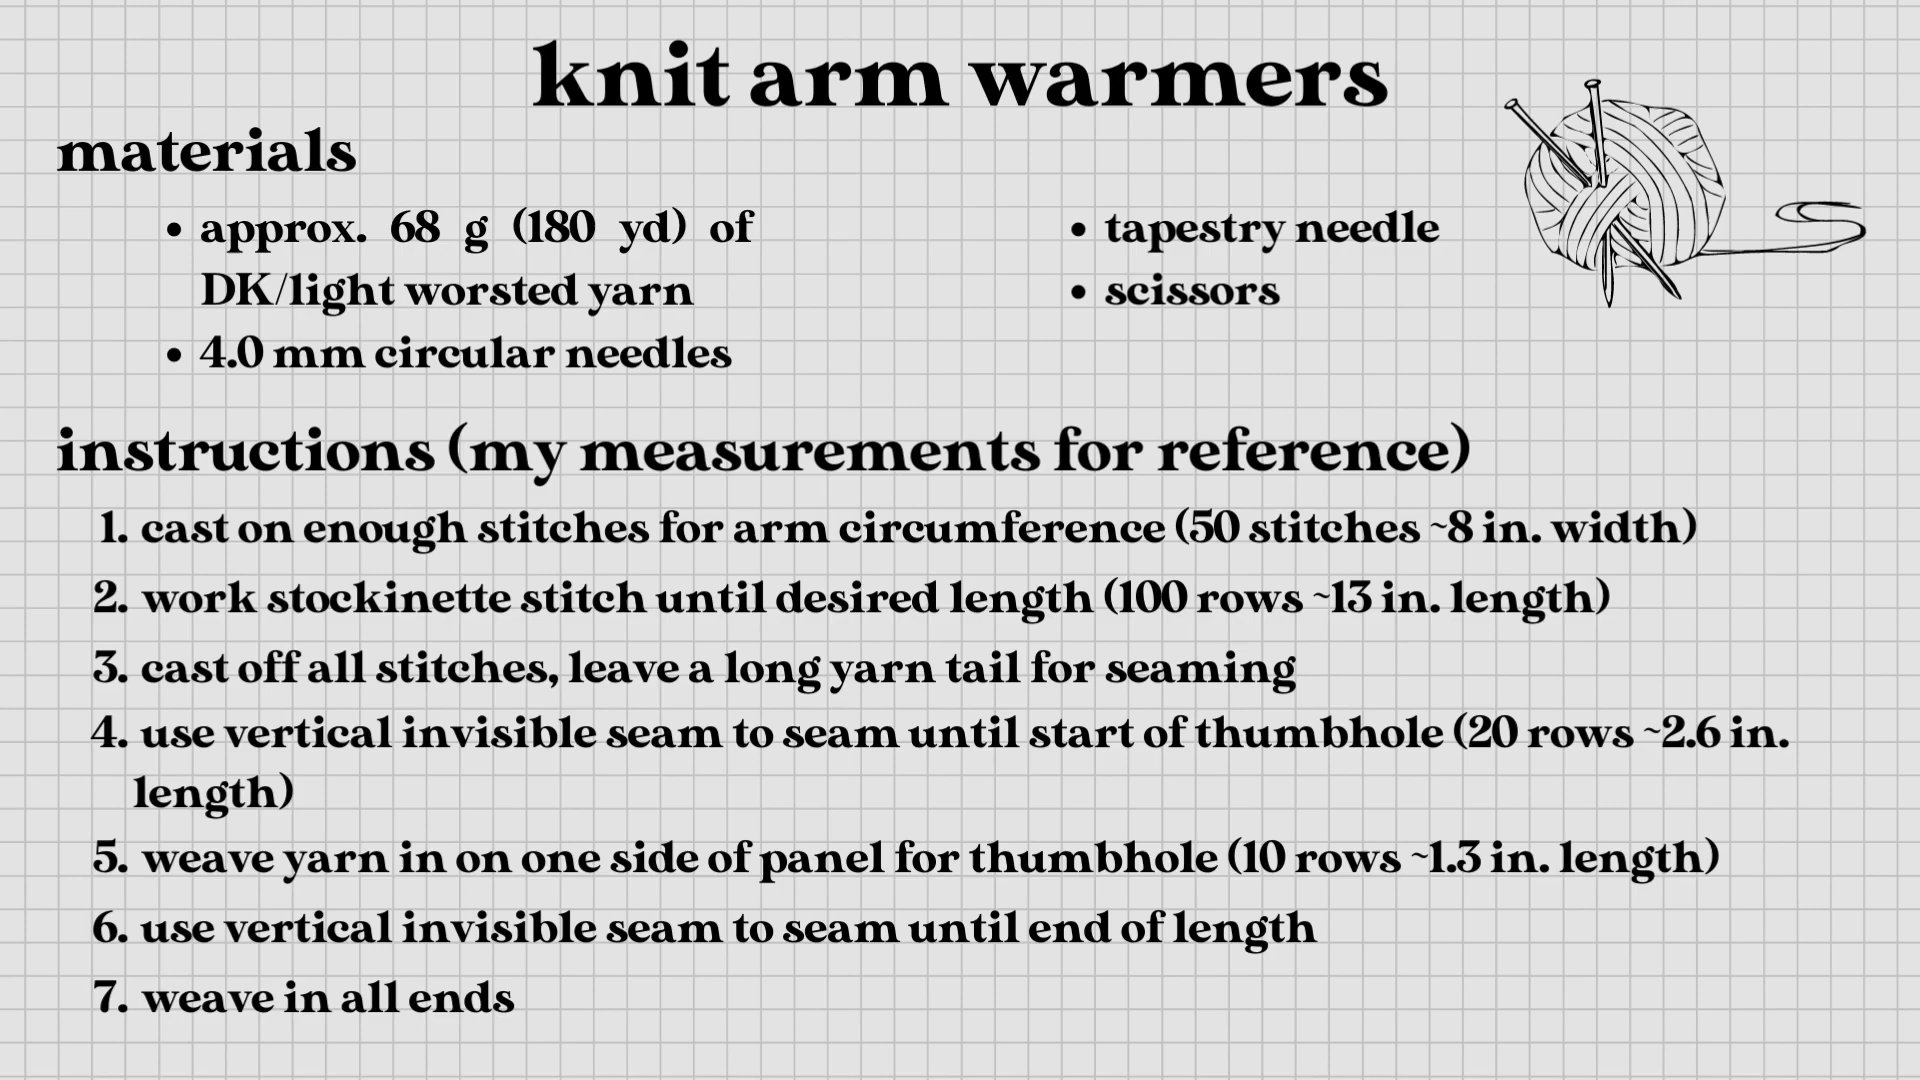 knit arm warmers
materials
• approx. 68 g (180 yd) of
DK/light worsted yarn
• 4.0 mm circular needles
• tapestry needle
• scissors
instructions (my measurements for reference)
1. cast on enough stitches for arm circumference (50 stitches ~8 in. width)
2. work stockinette stitch until desired length (100 rows ~13 in. length)
3. cast off all stitches, leave a long yarn tail for seaming
4. use vertical invisible seam to seam until start of thumbhole (20 rows ~2.6 in.
length)
5. weave yarn in on one side of panel for thumbhole (10 rows ~1.3 in. length)
6. use vertical invisible seam to seam until end of length
7. weave in all ends